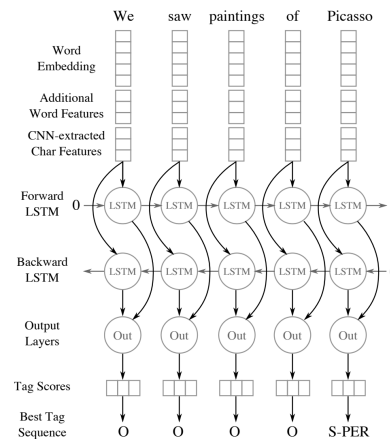 We saw paintings of Picasso
Word
Embedding
Additional
Word Features
CNN-extracted
Char Features
Forward
LSTM
0 LSTM LSTM LSTM LSTM LSTM
Backward
LSTM
LSTM LSTM LSTM LSTM LSTM
Output
Layers
Out Out Out Out Out
Tag Scores
Best Tag
Sequence
O O O O S-PER